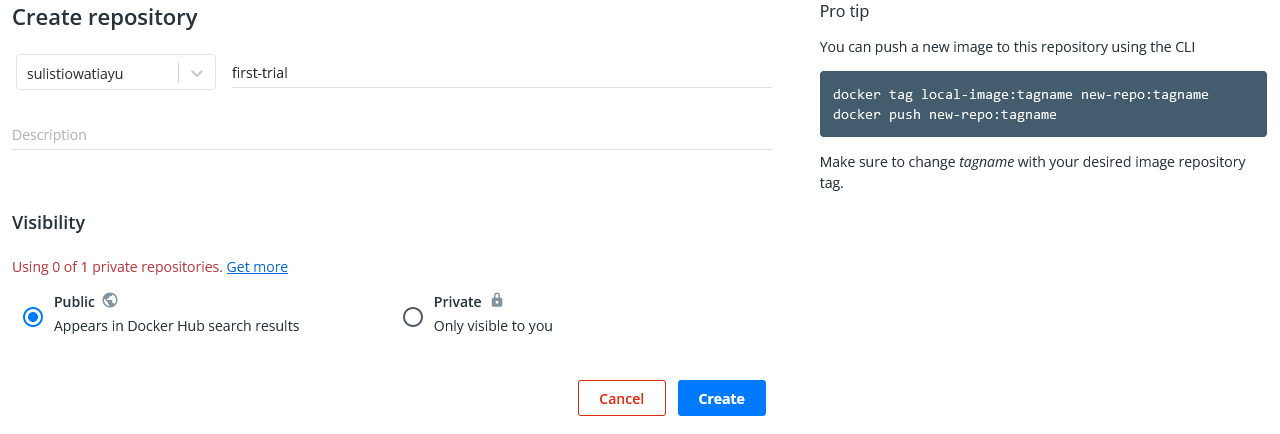 Create repository
sulistiowatiayu
first-trial
Description
Visibility
Using 0 of 1 private repositories. Get more
Public
Appears in Docker Hub search results
Private
Only visible to you
Cancel
Create
Pro tip
You can push a new image to this repository using the CLI
docker tag local-image:tagname new-repo:tagname
docker push new-repo:tagname
Make sure to change tagname with your desired image repository
tag.